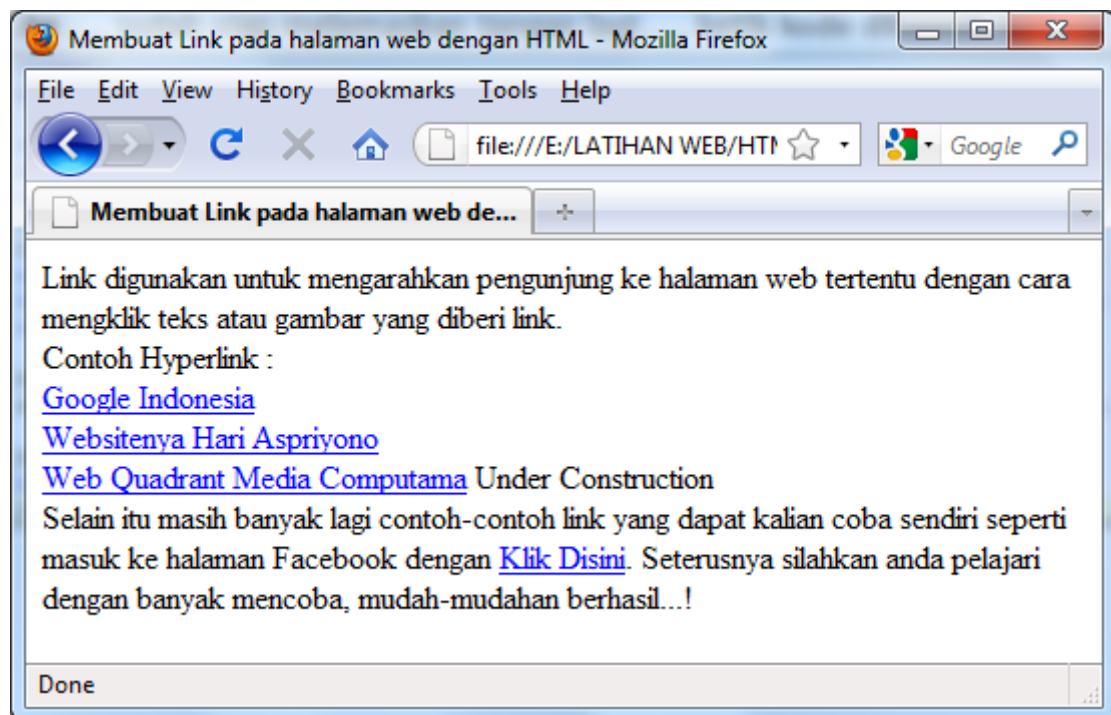 Membuat Link pada halaman web dengan HTML - Mozilla Firefox
File Edit View History Bookmarks Tools Help
file:///E:/LATIHAN WEB/HTM Google
Membuat Link pada halaman web de...
Link digunakan untuk mengarahkan pengunjung ke halaman web tertentu dengan cara
mengklik teks atau gambar yang diberi link.
Contoh Hyperlink :
Google Indonesia
Websitenya Hari Aspriyono
Web Quadrant Media Computama Under Construction
Selain itu masih banyak lagi contoh-contoh link yang dapat kalian coba sendiri seperti
masuk ke halaman Facebook dengan Klik Disini. Seterusnya silahkan anda pelajari
dengan banyak mencoba, mudah-mudahan berhasil...!
Done